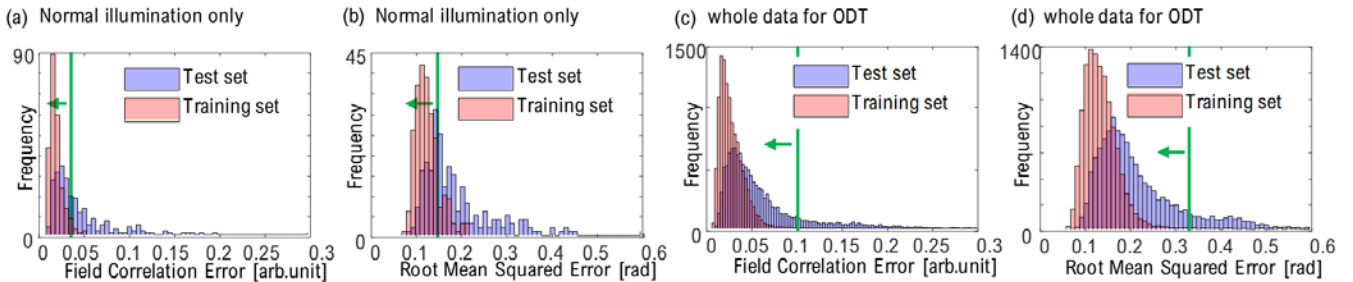 (a) Normal illumination only
90
Frequency
0
Test set
Training set
0.05 0.1 0.15 0.2 0.25 0.3
Field Correlation Error [arb.unit]
(b) Normal illumination only
45
Frequency
0
Test set
Training set
0.1 0.2 0.3 0.4 0.5 0.6
Root Mean Squared Error [rad]
(c) whole data for ODT
1500
Frequency
0
Test set
Training set
0 0.05 0.1 0.15 0.2 0.25 0.3
Field Correlation Error [arb.unit]
(d) whole data for ODT
1400
Frequency
0
Test set
Training set
0 0.1 0.2 0.3 0.4 0.5 0.6
Root Mean Squared Error [rad]